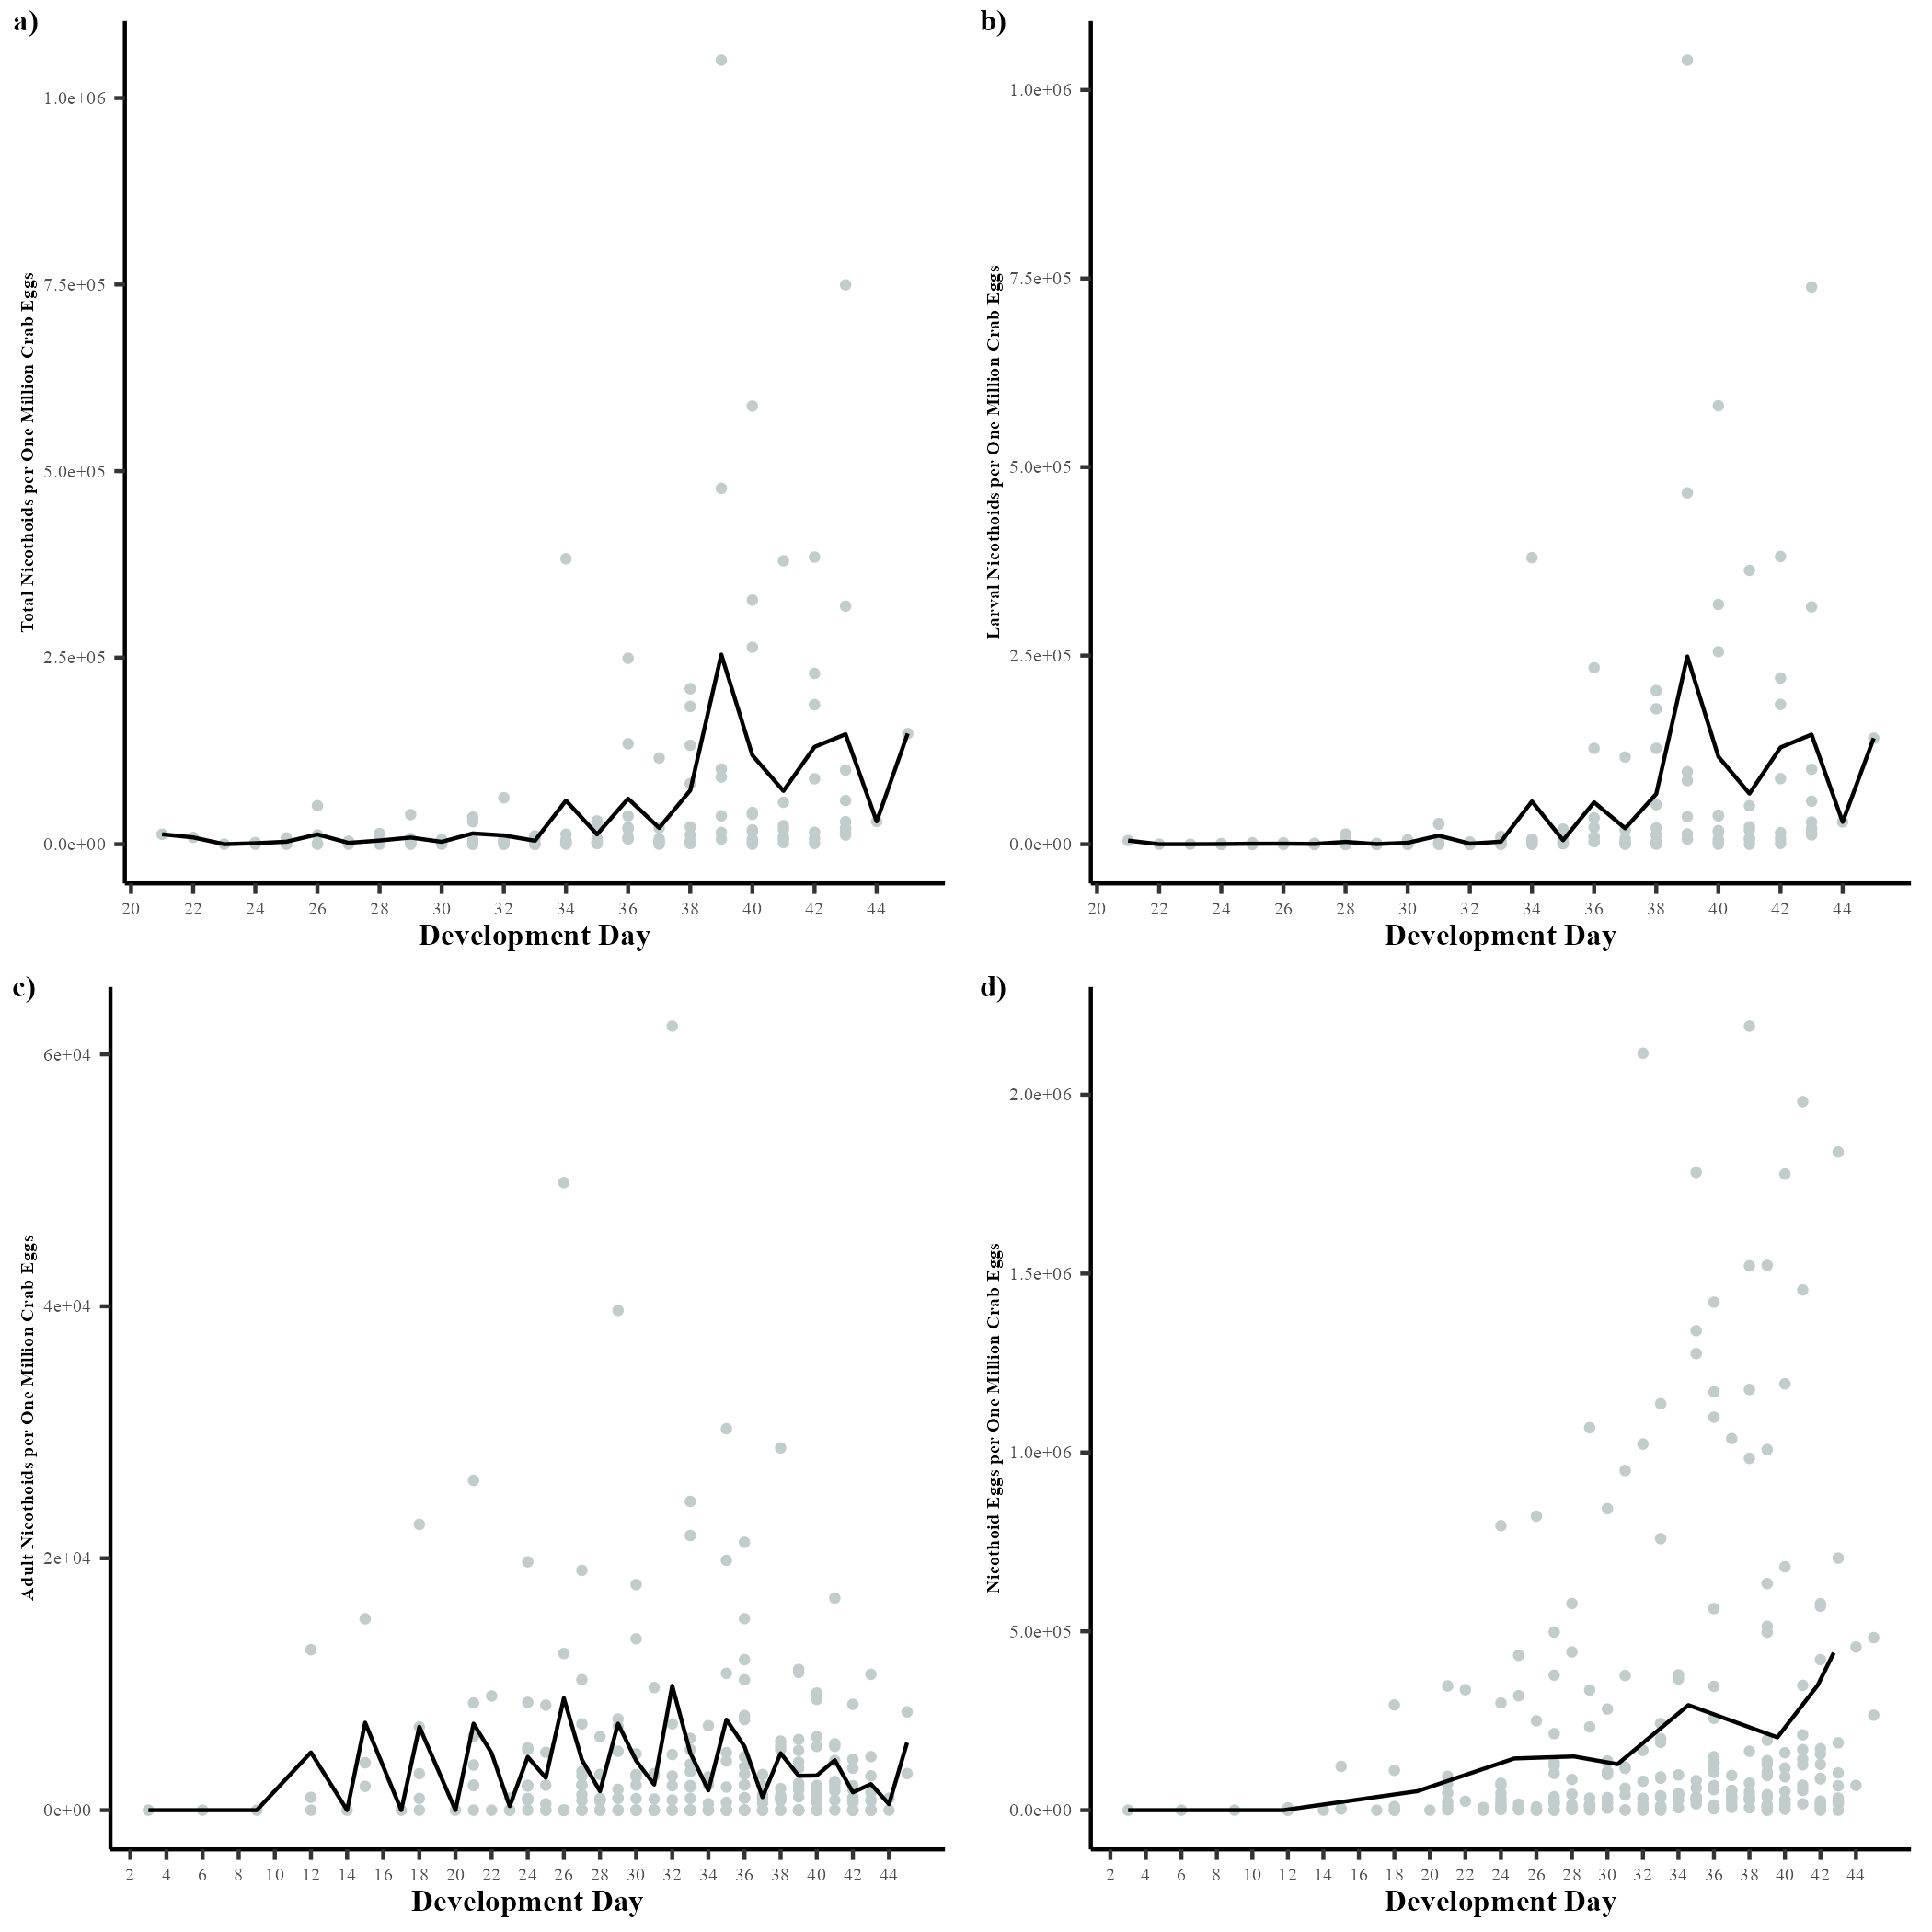 a)
Total Nicothoids per One Million Crab Eggs
1.0e+06
7.5e+05
5.0e+05
2.5e+05
0.0e+00
20 22 24 26 28 30 32 34 36 38 40 42 44
Development Day
b)
Larval Nicothoids per One Million Crab Eggs
1.0e+06
7.5e+05
5.0e+05
2.5e+05
0.0e+00
20 22 24 26 28 30 32 34 36 38 40 42 44
Development Day
c)
Adult Nicothoids per One Million Crab Eggs
6e+04
4e+04
2e+04
0e+00
2 4 6 8 10 12 14 16 18 20 22 24 26 28 30 32 34 36 38 40 42 44
Development Day
d)
Nicothoid Eggs per One Million Crab Eggs
2.0e+06
1.5e+06
1.0e+06
5.0e+05
0.0e+00
2 4 6 8 10 12 14 16 18 20 22 24 26 28 30 32 34 36 38 40 42 44
Development Day